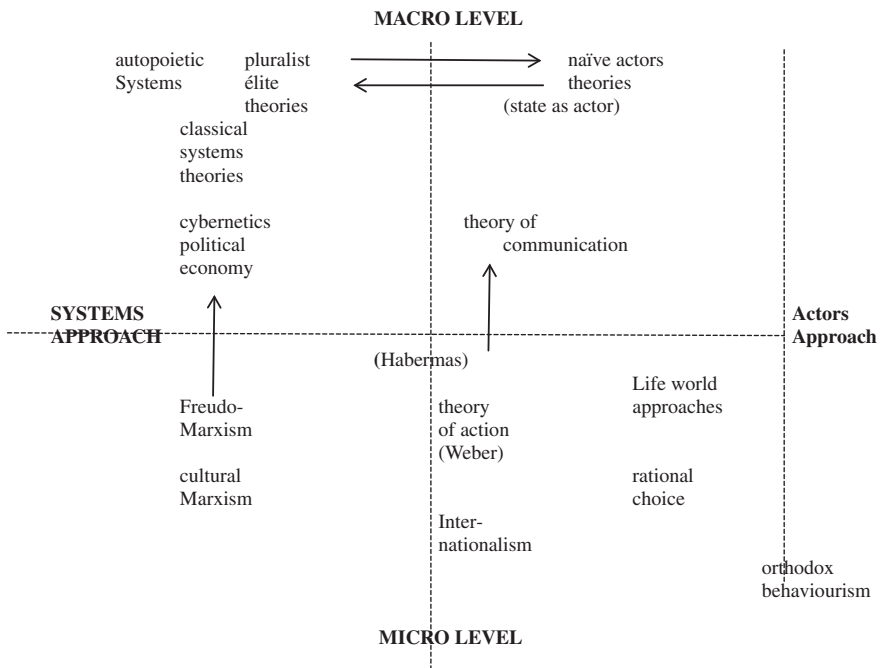 MACRO LEVEL
autopoietic
Systems
pluralist
élite
theories
naïve actors
theories
(state as actor)
classical
systems
theories
cybernetics
political
economy
theory of
communication
SYSTEMS
APPROACH
Actors
Approach
(Habermas)
Freudo-
Marxism
theory
of action
(Weber)
Life world
approaches
cultural
Marxism
rational
choice
Inter-
nationalism
orthodox
behaviourism
MICRO LEVEL